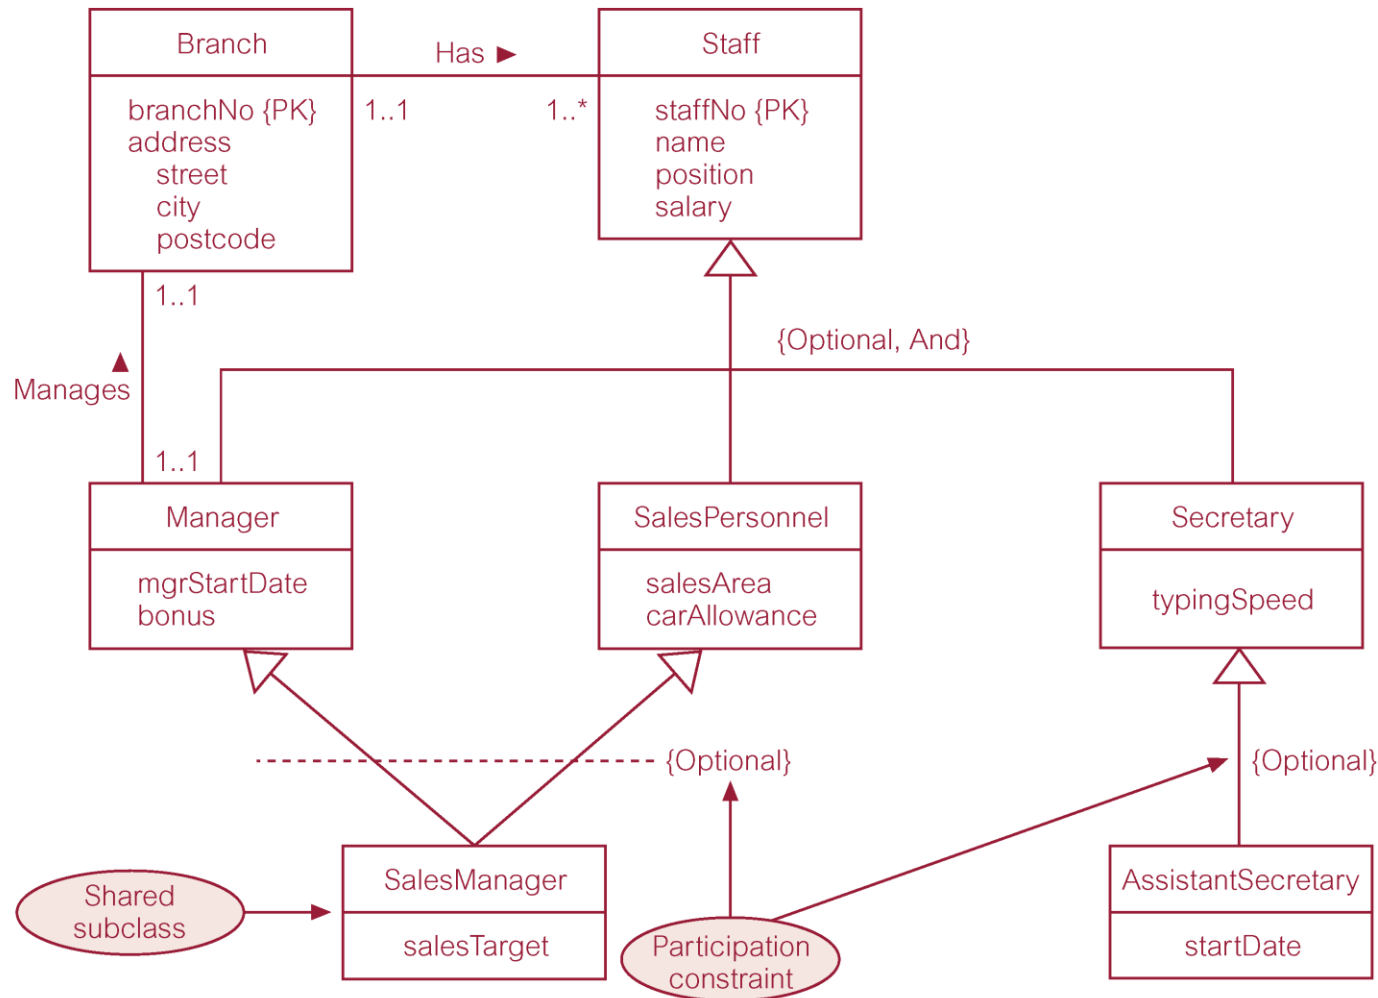 Branch
branchNo {PK}
address
street
city
postcode
Has ►
1..1
1..*
Staff
staffNo {PK}
name
position
salary
1..1
▲
Manages
1..1
{Optional, And}
Manager
mgrStartDate
bonus
SalesPersonnel
salesArea
carAllowance
Secretary
typingSpeed
{Optional}
{Optional}
Shared
subclass
SalesManager
salesTarget
Participation
constraint
AssistantSecretary
startDate